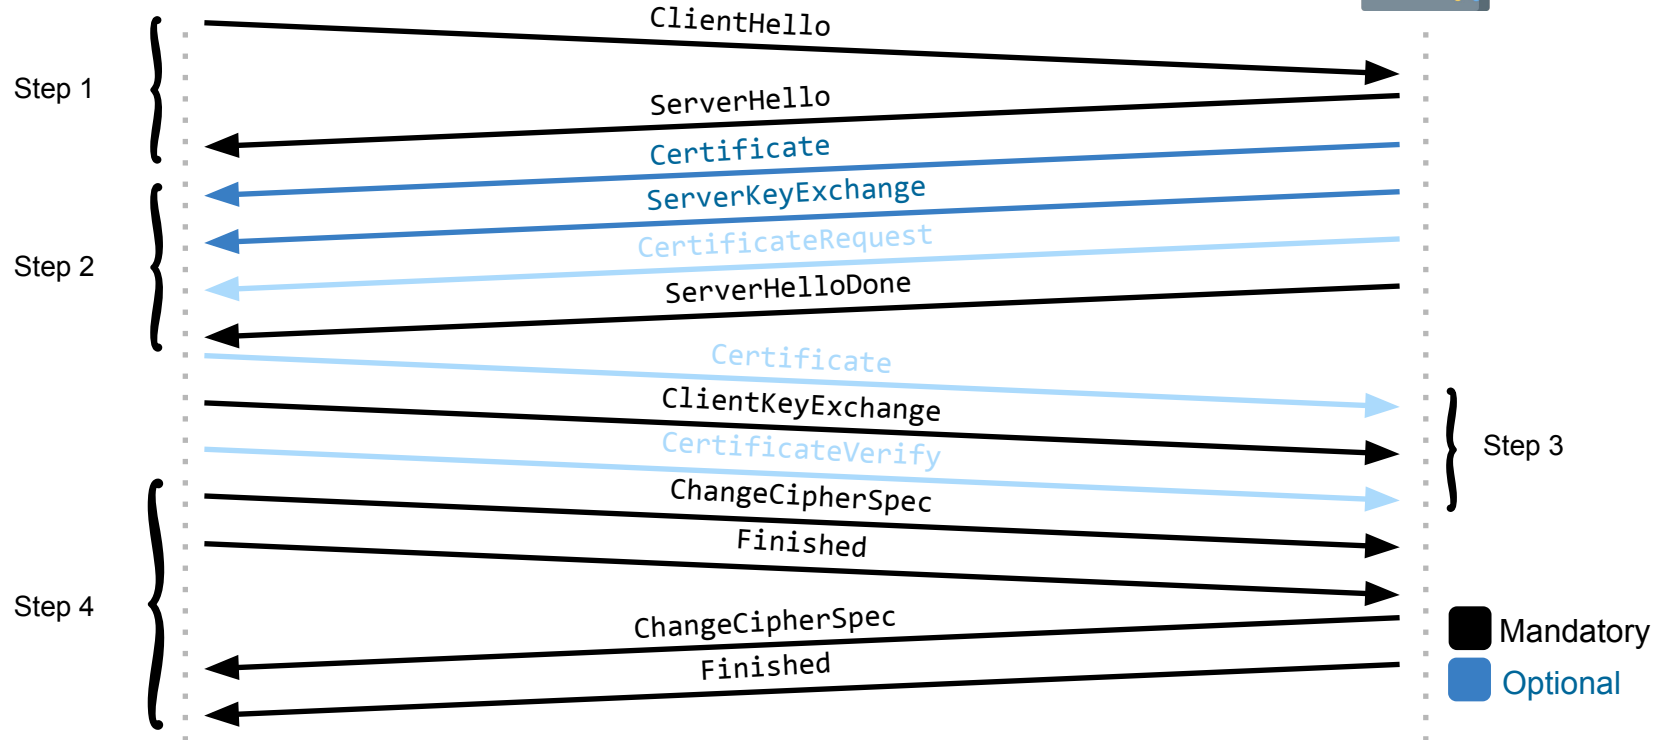 ClientHello
Step 1
ServerHello
Certificate
ServerKeyExchange
CertificateRequest
Step 2
ServerHelloDone
Certificate
ClientKeyExchange
CertificateVerify
Step 3
ChangeCipherSpec
Finished
Step 4
ChangeCipherSpec
Finished
Mandatory
Optional